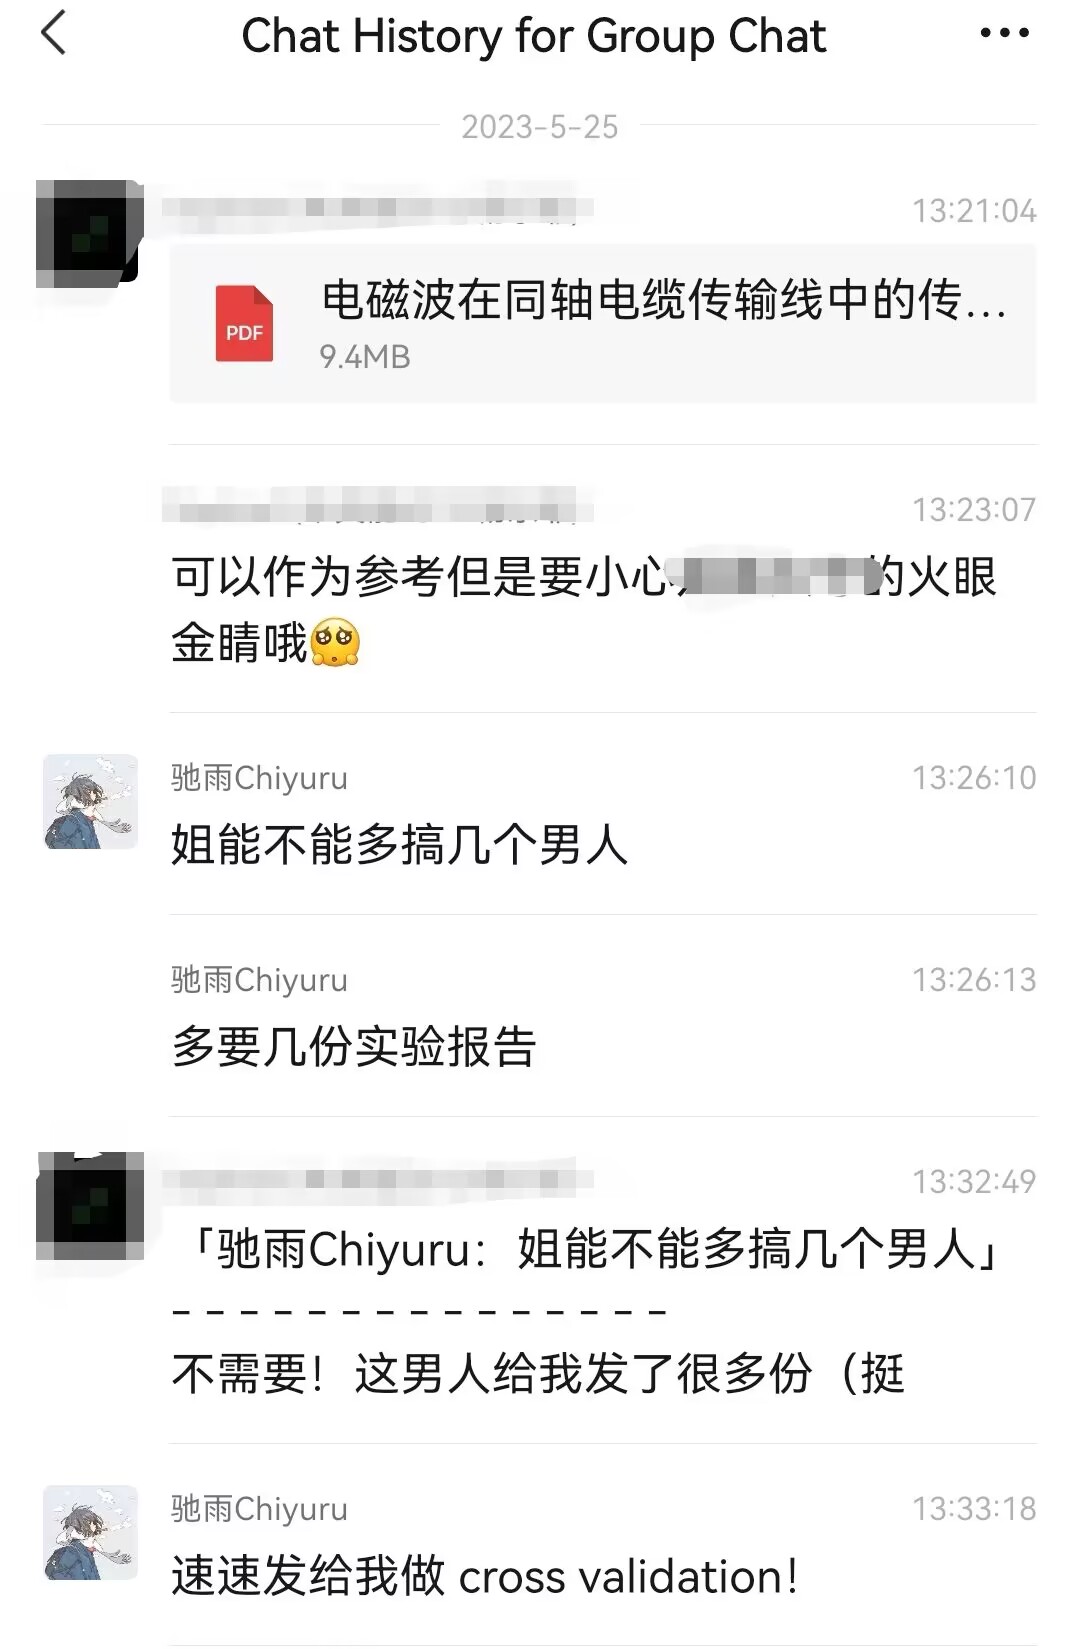 Chat History for Group Chat
2023-5-25
13:21:04
电磁波在同轴电缆传输线中的传...
PDF
9.4MB
13:23:07
可以作为参考但是要小心的火眼
金睛哦🥺
驰雨Chiyuru
13:26:10
姐能不能多搞几个男人
驰雨Chiyuru
13:26:13
多要几份实验报告
13:32:49
「驰雨Chiyuru：姐能不能多搞几个男人」
- - - - - - - - - - - - - - -
不需要！这男人给我发了很多份（挺
驰雨Chiyuru
13:33:18
速速发给我做 cross validation！